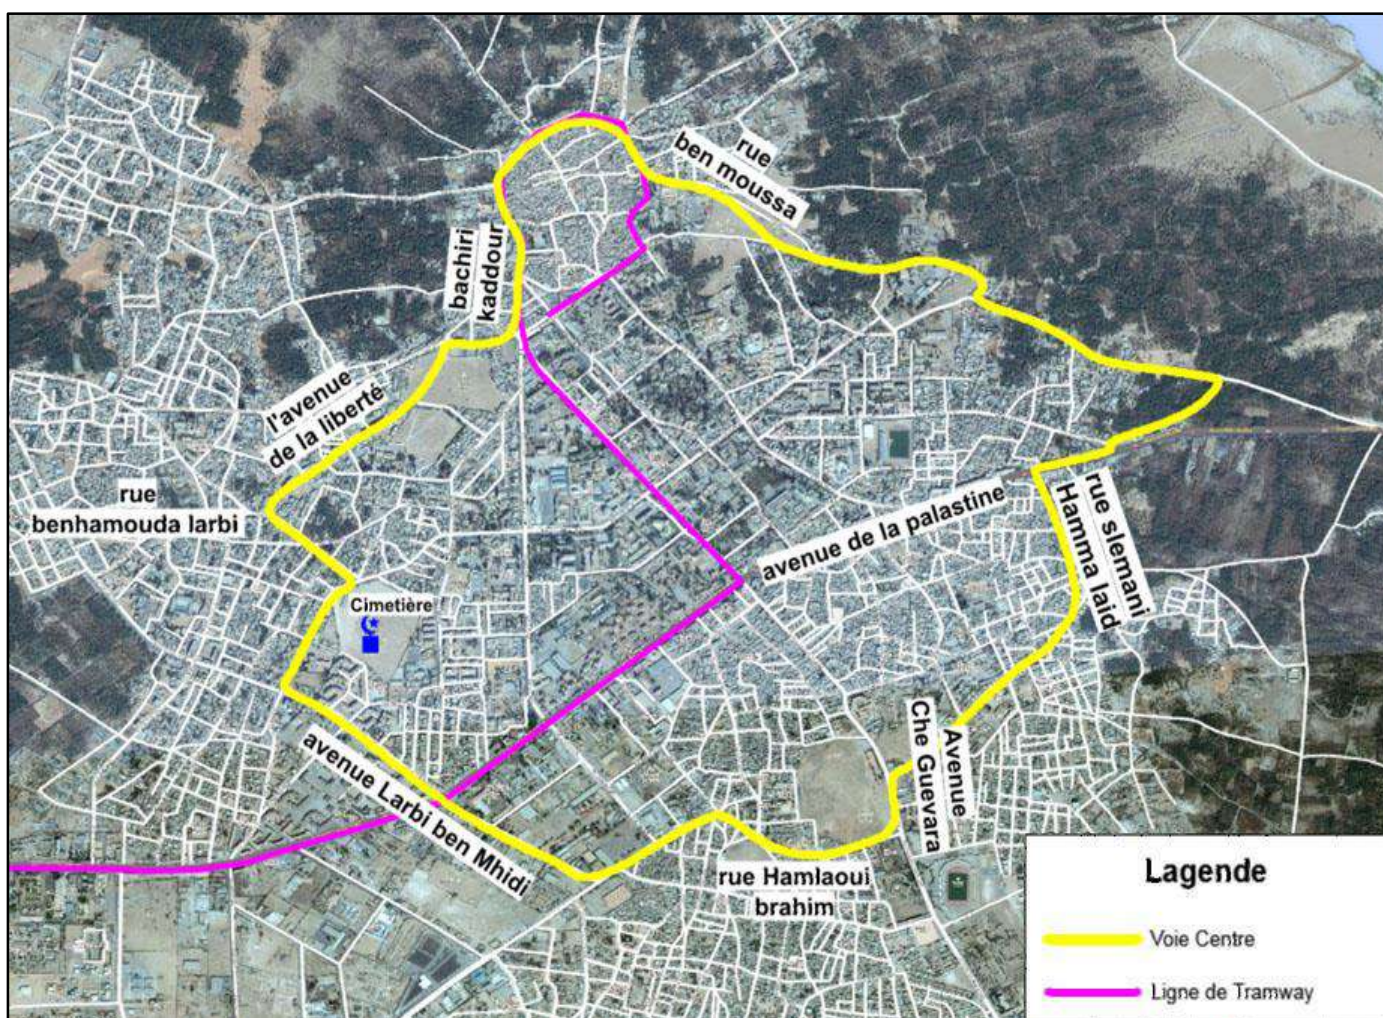 rue
ben moussa
bachiri
kaddour
l'avenue
de la liberté
rue
benhamouda larbi
Cimetière
avenue de la palastine
rue slemani
Hamma laid
avenue Larbi ben Mhidi
Avenue
Che Guevara
rue Hamlaoui
brahim
Lagende
Voie Centre
Ligne de Tramway